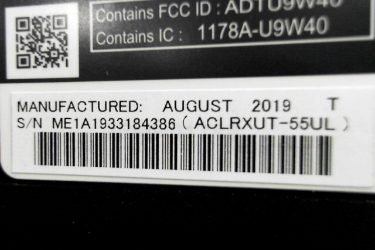 Contains FCC ID : ADTU9W40
Contains IC : 1178A-U9W40
MANUFACTURED: AUGUST 2019 T
S/N ME1A1933184386 ( ACLRXUT-55UL )